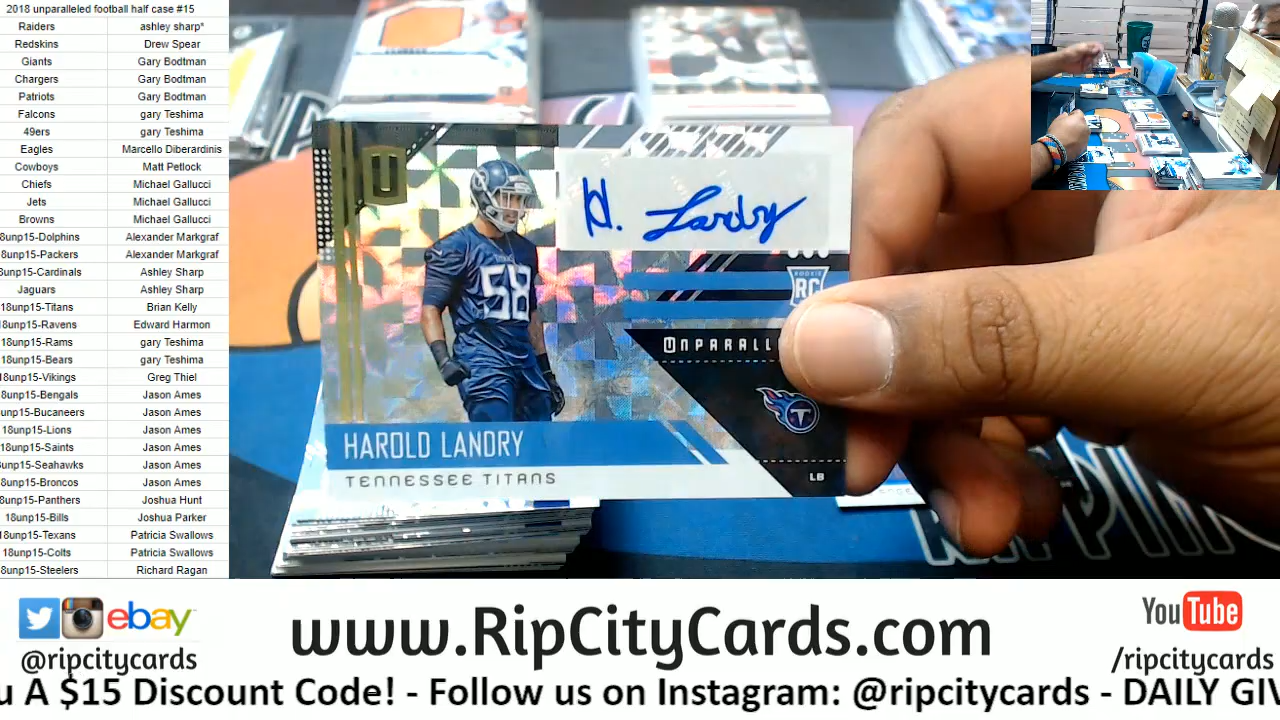 2018 unparalleled football half case #15
Raiders ashley sharp*
Redskins Drew Spear
Giants Gary Bodtman
Chargers Gary Bodtman
Patriots Gary Bodtman
Falcons gary Teshima
49ers gary Teshima
Eagles Marcello Diberardinis
Cowboys Matt Petlock
Chiefs Michael Gallucci
Jets Michael Gallucci
Browns Michael Gallucci
8unp15-Dolphins Alexander Markgraf
8unp15-Packers Alexander Markgraf
8unp15-Cardinals Ashley Sharp
Jaguars Ashley Sharp
18unp15-Titans Brian Kelly
8unp15-Ravens Edward Harmon
18unp15-Rams gary Teshima
18unp15-Bears gary Teshima
18unp15-Vikings Greg Thiel
8unp15-Bengals Jason Ames
unp15-Bucaneers Jason Ames
18unp15-Lions Jason Ames
18unp15-Saints Jason Ames
unp15-Seahawks Jason Ames
8unp15-Broncos Jason Ames
8unp15-Panthers Joshua Hunt
18unp15-Bills Joshua Parker
18unp15-Texans Patricia Swallows
18unp15-Colts Patricia Swallows
8unp15-Steelers Richard Ragan
U
H. Landry
58
ROOKIE
RC
UNPARALL
T
HAROLD LANDRY
TENNESSEE TITANS
LB
ebay
@ripcitycards
www.RipCityCards.com
YouTube
/ripcitycards
u A $15 Discount Code! - Follow us on Instagram: @ripcitycards - DAILY GIV